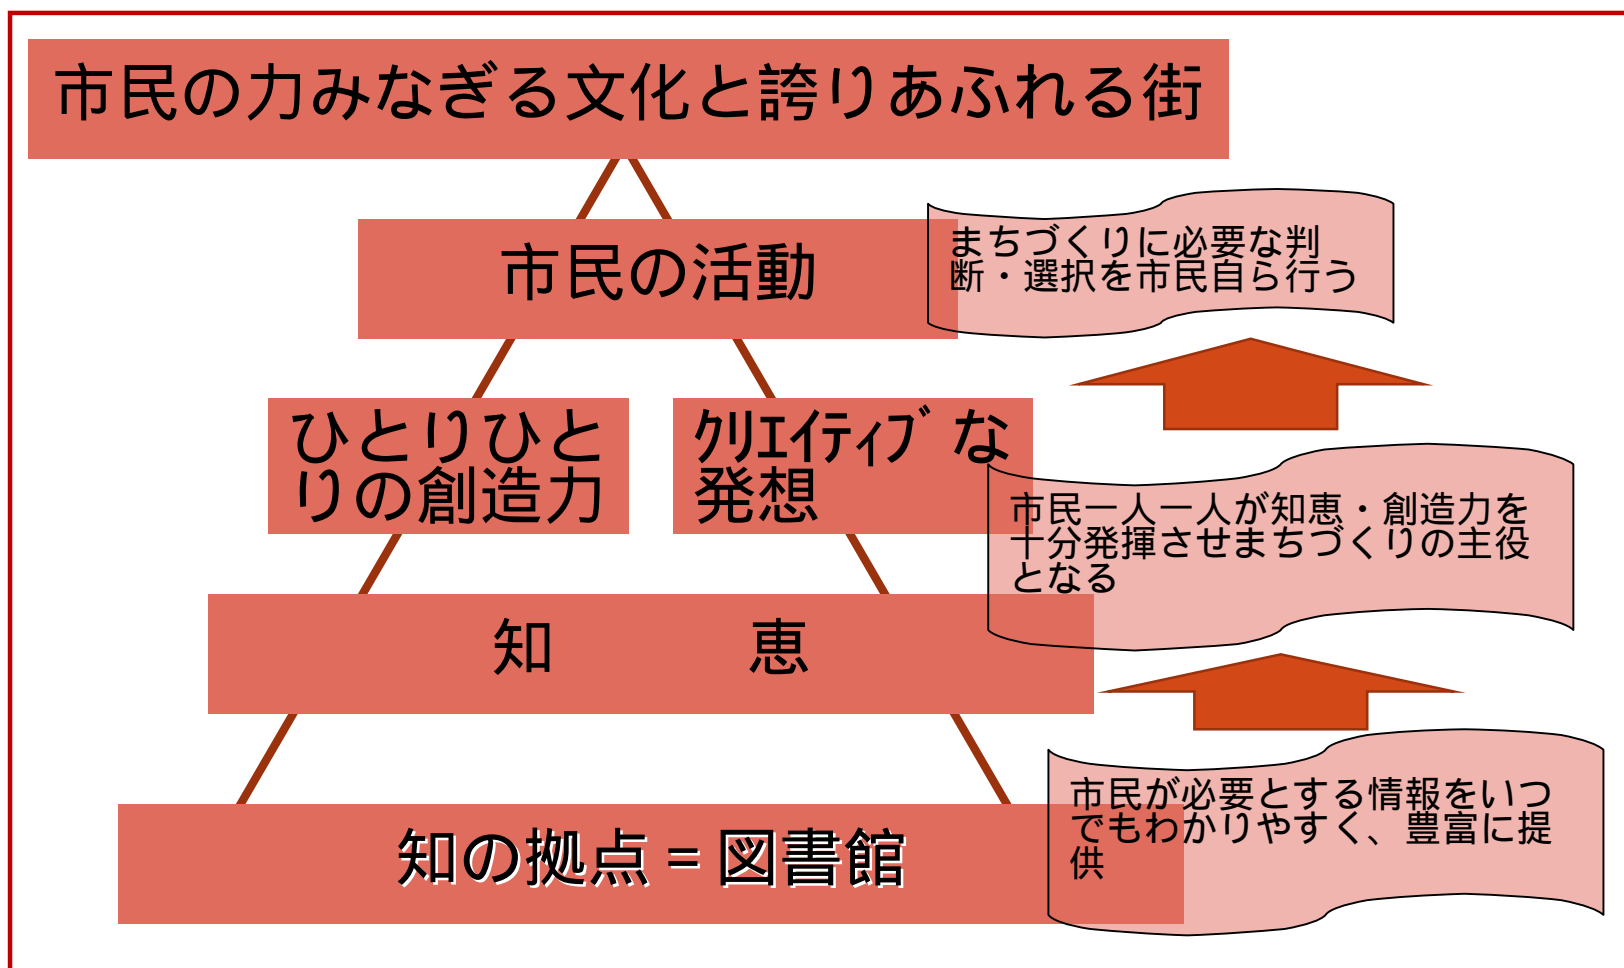 市民の力みなぎる文化と誇りあふれる街
市民の活動
まちづくりに必要な判
断・選択を市民自ら行う
ひとりひと
りの創造力
ｸﾘｴｲﾃｨﾌﾞな
発想
市民一人一人が知恵・創造力を
十分発揮させまちづくりの主役
となる
知　　　恵
市民が必要とする情報をいつ
でもわかりやすく、豊富に提
供
知の拠点＝図書館